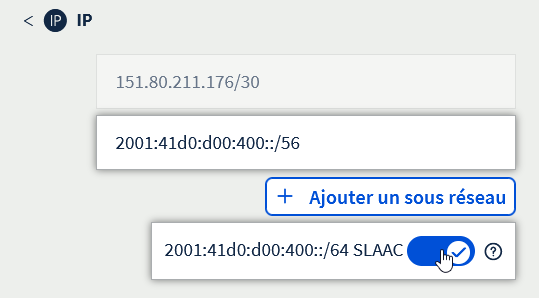 < IP IP
151.80.211.176/30
2001:41d0:d00:400::/56
+ Ajouter un sous réseau
2001:41d0:d00:400::/64 SLAAC ?